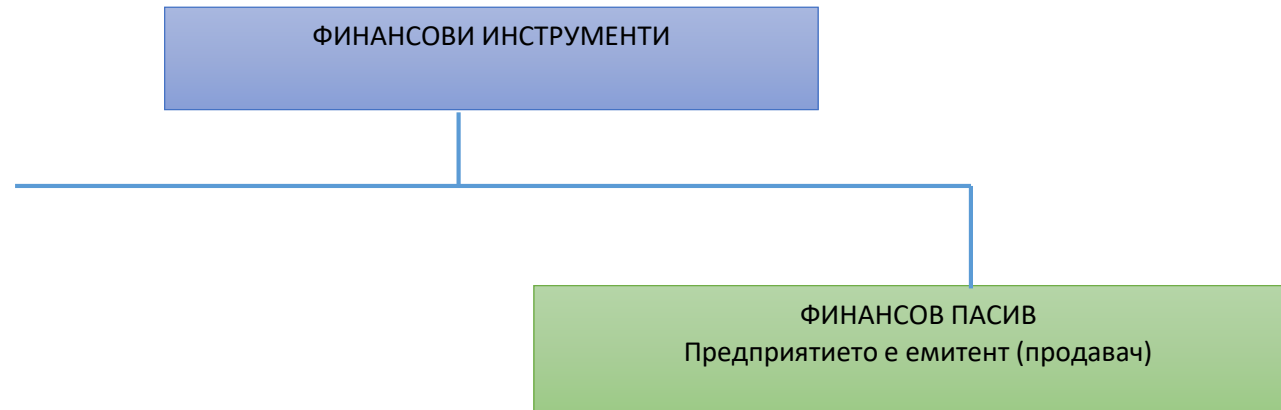 ФИНАНСОВИ ИНСТРУМЕНТИ
ФИНАНСОВ ПАСИВ
Предприятието е емитент (продавач)